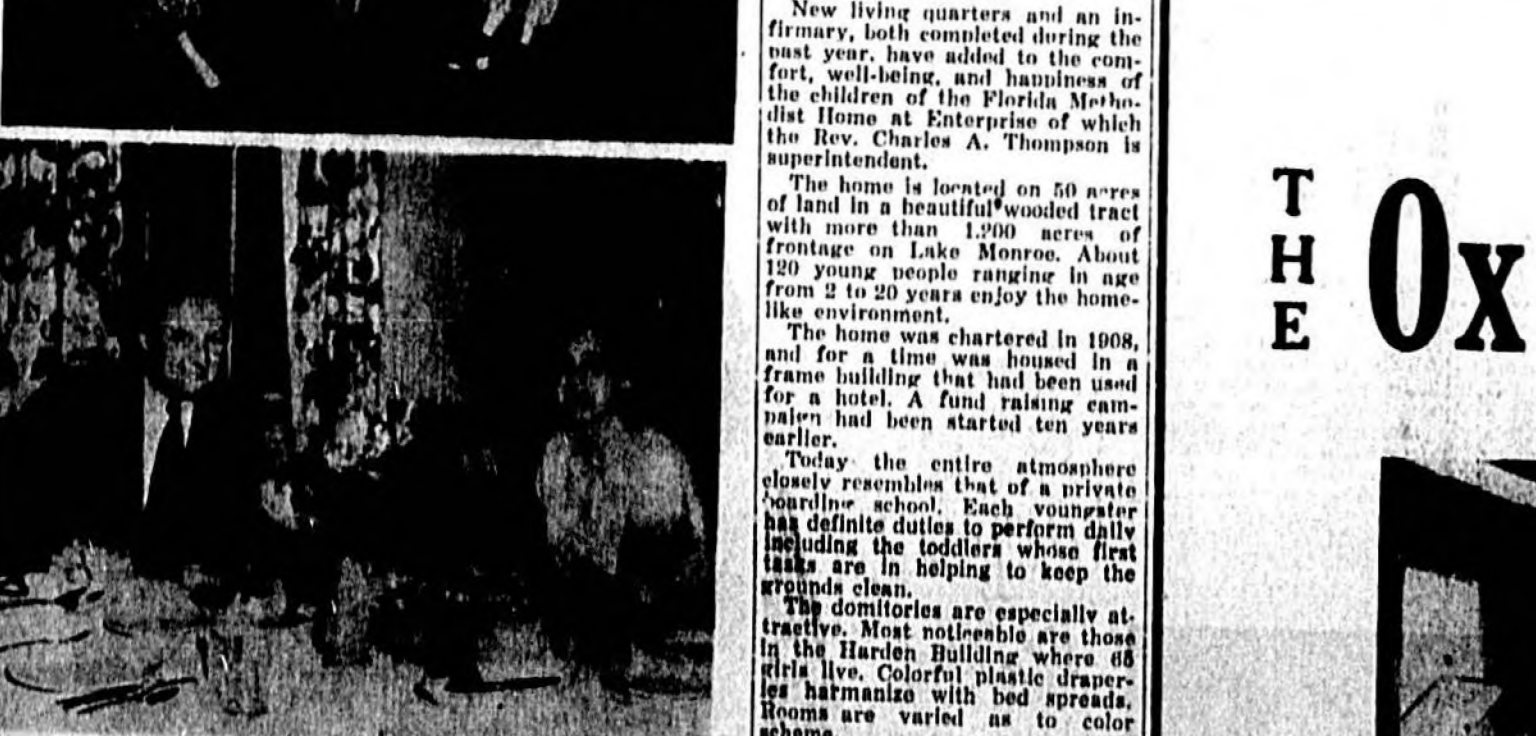 New living quarters and an in-
firmary, both completed during the
past year, have added to the com-
fort, well-being, and happiness of
the children of the Florida Metho-
dist Home at Enterprise of which
the Rev. Charles A. Thompson is
superintendent.
The home is located on 50 acres
of land in a beautiful wooded tract
with more than 1,200 acres of
frontage on Lake Monroe. About
120 young people ranging in age
from 2 to 20 years enjoy the home-
like environment.
The home was chartered in 1908,
and for a time was housed in a
frame building that had been used
for a hotel. A fund raising cam-
paign had been started ten years
earlier.
Today the entire atmosphere
closely resembles that of a private
boarding school. Each youngster
has definite duties to perform daily
including the toddlers whose first
tasks are in helping to keep the
grounds clean.
The domitories are especially at-
tractive. Most noticeable are those
in the Harden Building where 65
girls live. Colorful plastic draper-
ies harmanize with bed spreads.
Rooms are varied as to color
scheme.
THE Ox